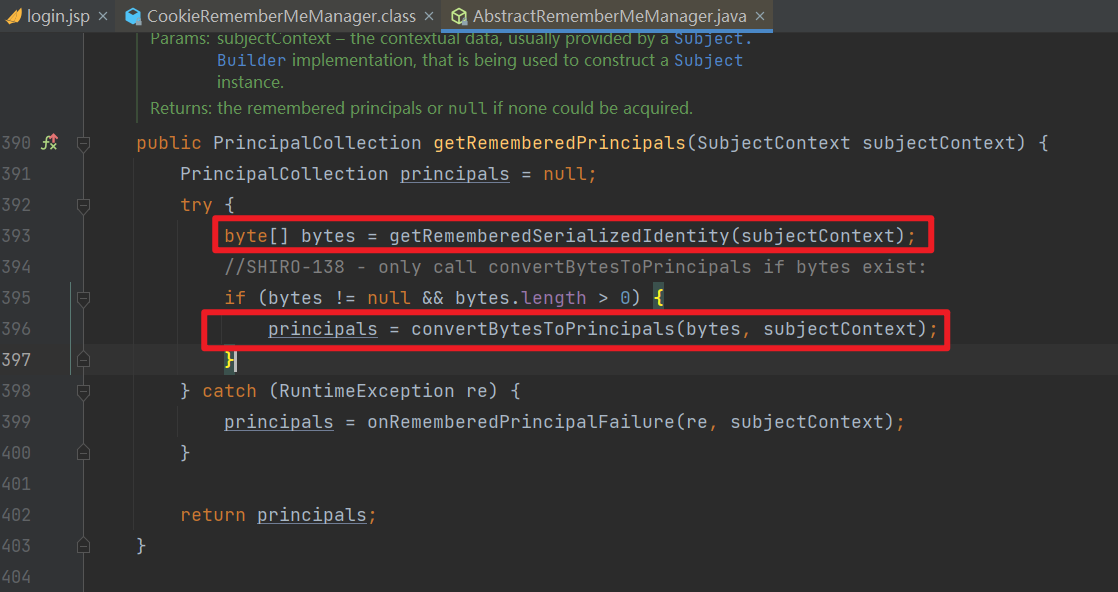 login.jsp × CookieRememberMeManager.class × AbstractRememberMeManager.java ×
Params: subjectContext – the contextual data, usually provided by a Subject.
Builder implementation, that is being used to construct a Subject
instance.
Returns: the remembered principals or null if none could be acquired.
390 public PrincipalCollection getRememberedPrincipals(SubjectContext subjectContext) {
391 PrincipalCollection principals = null;
392 try {
393 byte[] bytes = getRememberedSerializedIdentity(subjectContext);
394 //SHIRO-138 - only call convertBytesToPrincipals if bytes exist:
395 if (bytes != null && bytes.length > 0) {
396 principals = convertBytesToPrincipals(bytes, subjectContext);
397 }
398 } catch (RuntimeException re) {
399 principals = onRememberedPrincipalFailure(re, subjectContext);
400 }
401
402 return principals;
403 }
404